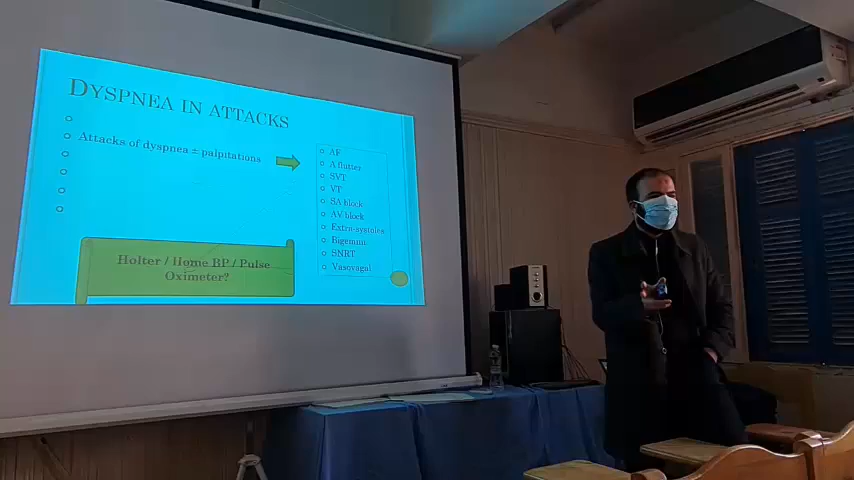 DYSPNEA IN ATTACKS
Attacks of dyspnea ± palpitations
AF
A flutter
SVT
VT
SA block
AV block
Extra-systoles
Bigemini
SNRT
Vasovagal
Holter / Home BP / Pulse
Oximeter?